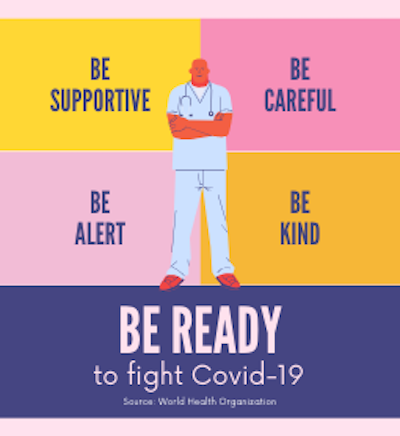 BE
SUPPORTIVE
BE
CAREFUL
BE
ALERT
BE
KIND
BE READY
to fight Covid-19
Source: World Health Organization